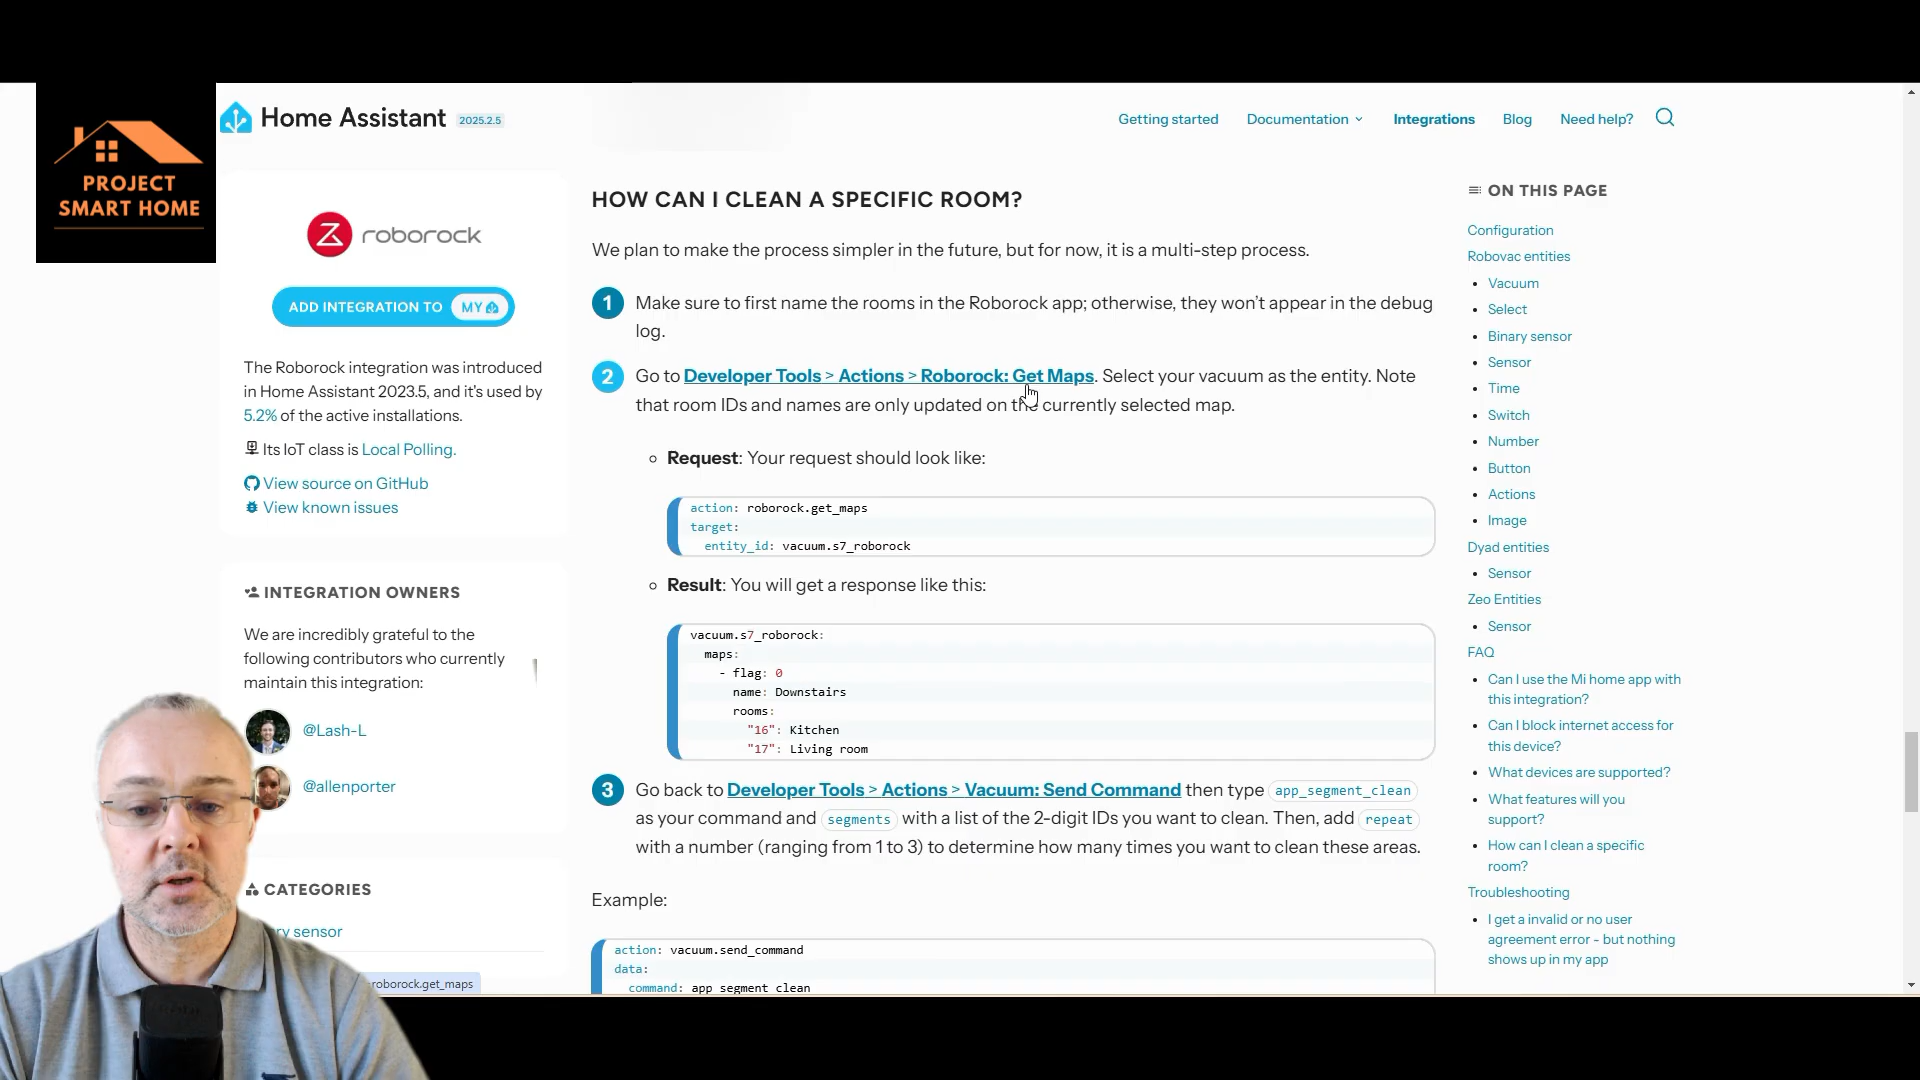 PROJECT
SMART HOME
Home Assistant 2025.2.5
Getting started Documentation Integrations Blog Need help?
roborock
ADD INTEGRATION TO MY
The Roborock integration was introduced
in Home Assistant 2023.5, and it's used by
5.2% of the active installations.
Its IoT class is Local Polling.
View source on GitHub
View known issues
INTEGRATION OWNERS
We are incredibly grateful to the
following contributors who currently
maintain this integration:
@Lash-L
@allenporter
CATEGORIES
ry sensor
roborock.get_maps
HOW CAN I CLEAN A SPECIFIC ROOM?
We plan to make the process simpler in the future, but for now, it is a multi-step process.
1 Make sure to first name the rooms in the Roborock app; otherwise, they won’t appear in the debug
log.
2 Go to Developer Tools > Actions > Roborock: Get Maps. Select your vacuum as the entity. Note
that room IDs and names are only updated on the currently selected map.
Request: Your request should look like:
action: roborock.get_maps
target:
entity_id: vacuum.s7_roborock
Result: You will get a response like this:
vacuum.s7_roborock:
maps:
- flag: 0
name: Downstairs
rooms:
"16": Kitchen
"17": Living room
3 Go back to Developer Tools > Actions > Vacuum: Send Command then type app_segment_clean
as your command and segments with a list of the 2-digit IDs you want to clean. Then, add repeat
with a number (ranging from 1 to 3) to determine how many times you want to clean these areas.
Example:
action: vacuum.send_command
data:
command: app_segment_clean
ON THIS PAGE
Configuration
Robovac entities
Vacuum
Select
Binary sensor
Sensor
Time
Switch
Number
Button
Actions
Image
Dyad entities
Sensor
Zeo Entities
Sensor
FAQ
Can I use the Mi home app with
this integration?
Can I block internet access for
this device?
What devices are supported?
What features will you
support?
How can I clean a specific
room?
Troubleshooting
I get a invalid or no user
agreement error - but nothing
shows up in my app